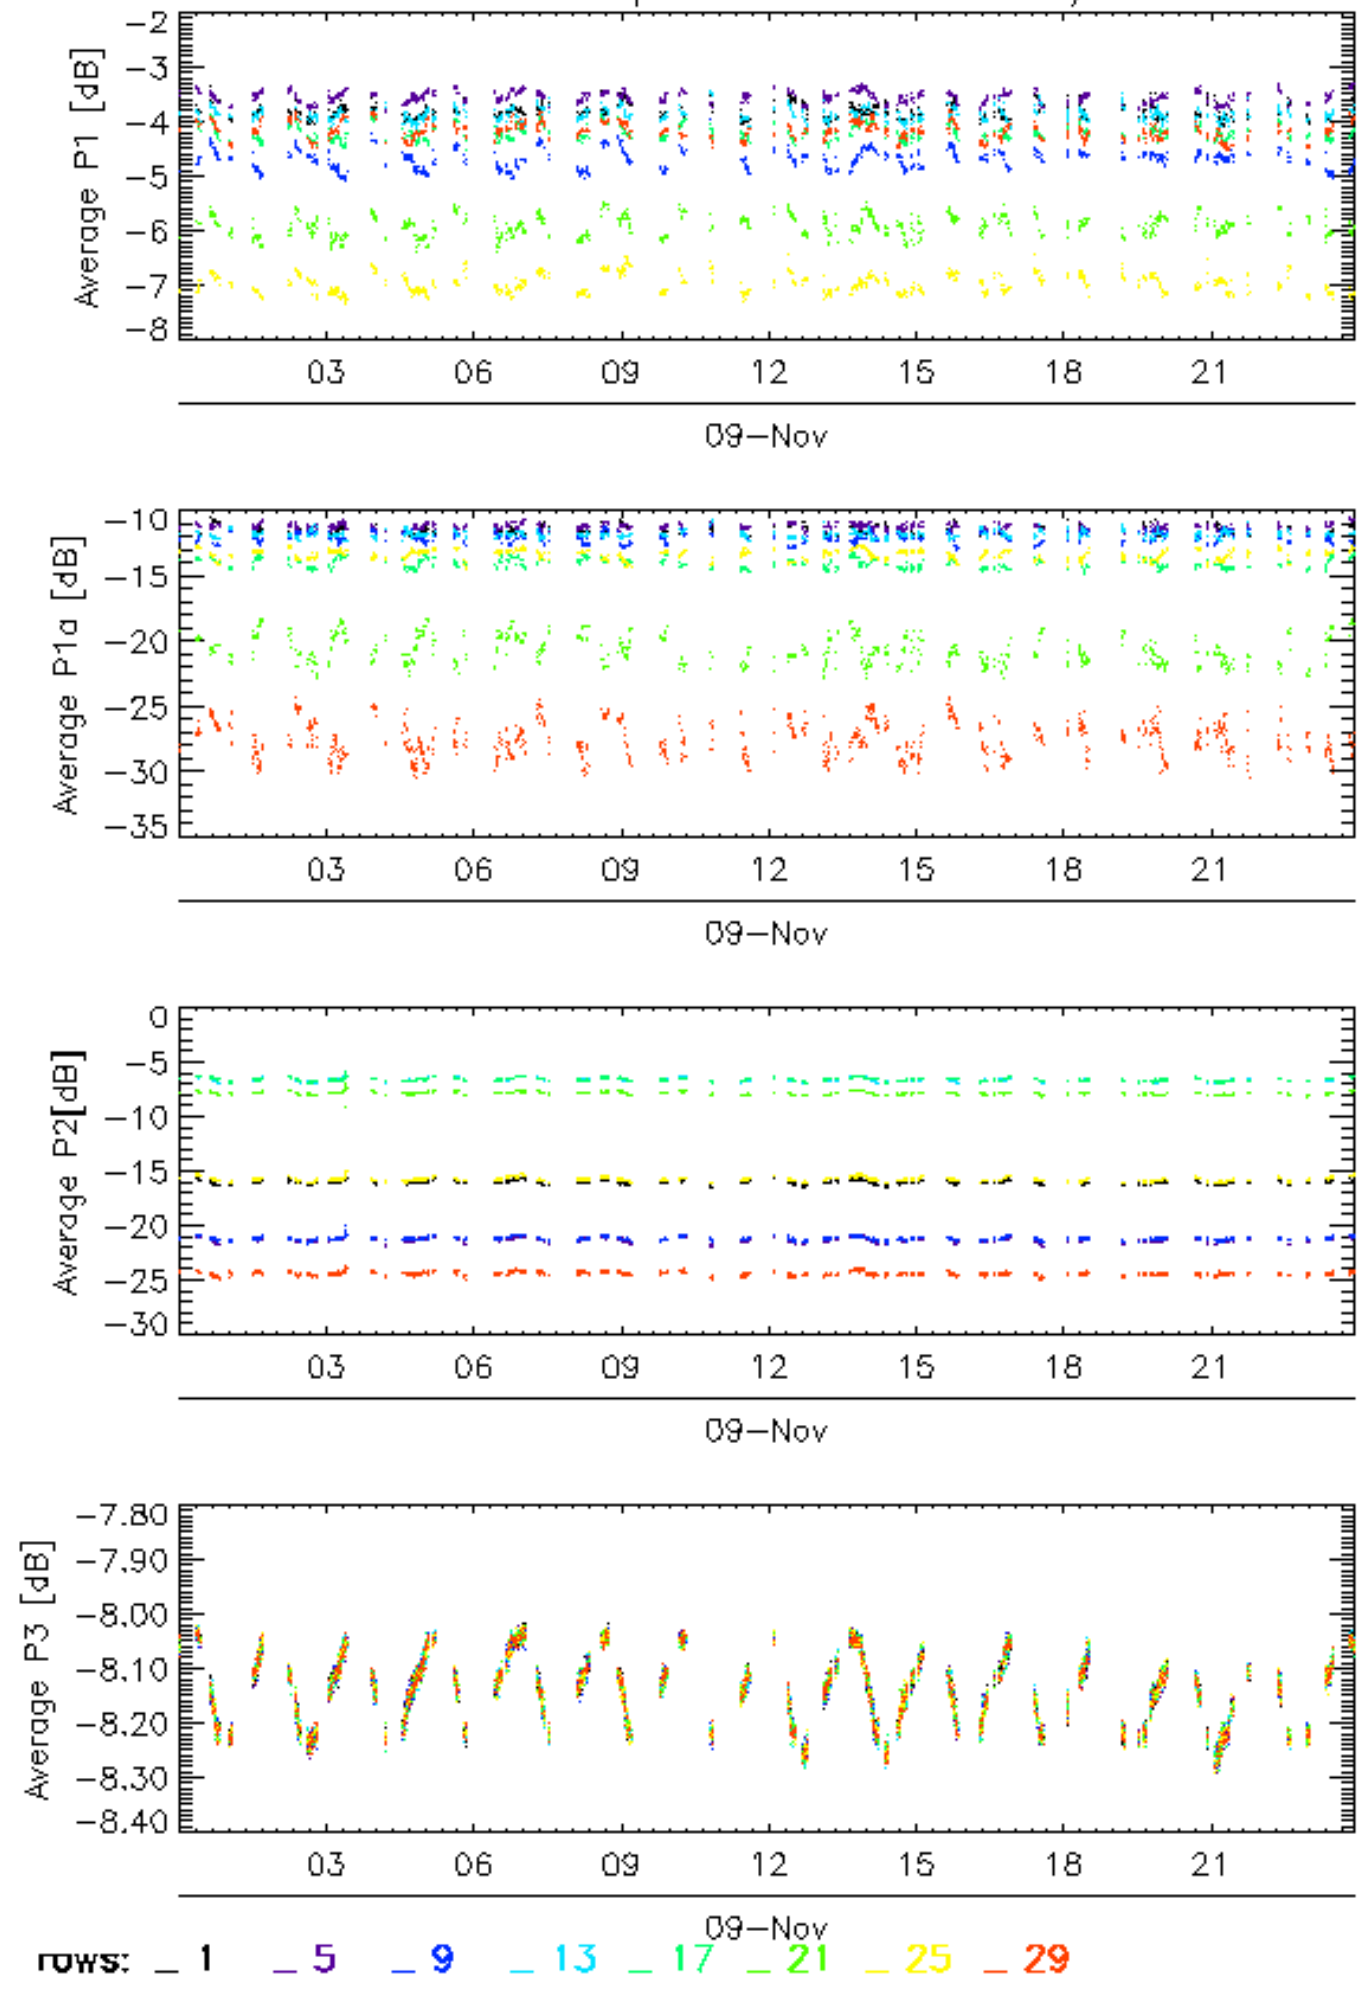 Average P1 [dB]
-2
-3
-4
-5
-6
-7
-8
03 06 09 12 15 18 21
09-Nov
Average P1a [dB]
-10
-15
-20
-25
-30
-35
03 06 09 12 15 18 21
09-Nov
Average P2[dB]
0
-5
-10
-15
-20
-25
-30
03 06 09 12 15 18 21
09-Nov
Average P3 [dB]
-7.80
-7.90
-8.00
-8.10
-8.20
-8.30
-8.40
03 06 09 12 15 18 21
09-Nov
rows: _ 1 _ 5 _ 9 _ 13 _ 17 _ 21 _ 25 _ 29